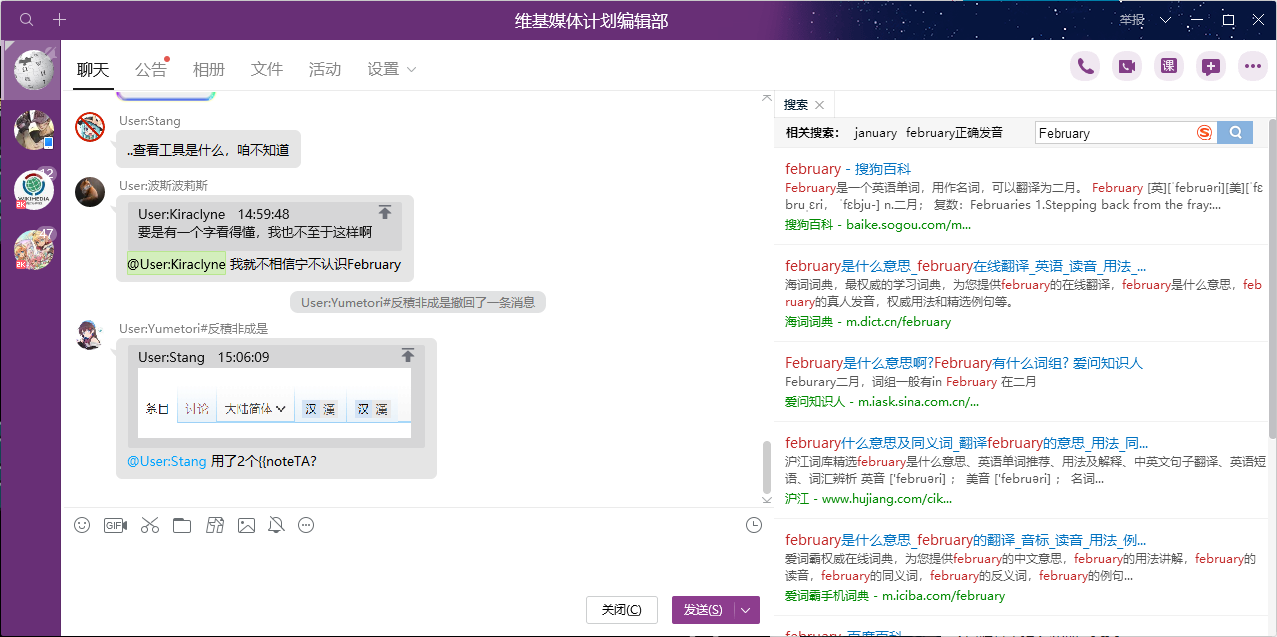 维基媒体计划编辑部
举报
12
WIKIMEDIA
2K
47
2K
聊天
公告
相册
文件
活动
设置
课
User:Stang
..查看工具是什么，咱不知道
User:波斯波莉斯
User:Kiraclyne 14:59:48
要是有一个字看得懂，我也不至于这样啊
@User:Kiraclyne 我就不相信宁不认识February
User:Yumetori#反積非成是撤回了一条消息
User:Yumetori#反積非成是
User:Stang 15:06:09
条目 讨论 大陆简体 汉 漢 汉 漢
@User:Stang 用了2个{{noteTA?
GIF
关闭(C)
发送(S)
搜索
相关搜索： january february正确发音
February
february - 搜狗百科
February是一个英语单词，用作名词，可以翻译为二月。 February [英][ˈfebruəri][美][ˈfɛ
bruˌɛri， ˈfɛbju-] n.二月； 复数：Februaries 1.Stepping back from the fray:...
搜狗百科 - baike.sogou.com/m...
february是什么意思_february在线翻译_英语_读音_用法_...
海词词典，最权威的学习词典，为您提供february的在线翻译，february是什么意思，feb
ruary的真人发音，权威用法和精选例句等。
海词词典 - m.dict.cn/february
February是什么意思啊?February有什么词组? 爱问知识人
Feburary二月，词组一般有in February 在二月
爱问知识人 - m.iask.sina.com.cn/...
february什么意思及同义词_翻译february的意思_用法_同...
沪江词库精选february是什么意思、英语单词推荐、用法及解释、中英文句子翻译、英语短
语、词汇辨析 英音 ['februəri] ； 美音 ['februəri] ； 名词...
沪江 - www.hujiang.com/cik...
february是什么意思_february的翻译_音标_读音_用法_例...
爱词霸权威在线词典，为您提供february的中文意思，february的用法讲解，february的
读音，february的同义词，february的反义词，february的例句...
爱词霸手机词典 - m.iciba.com/february
february - 百度百科